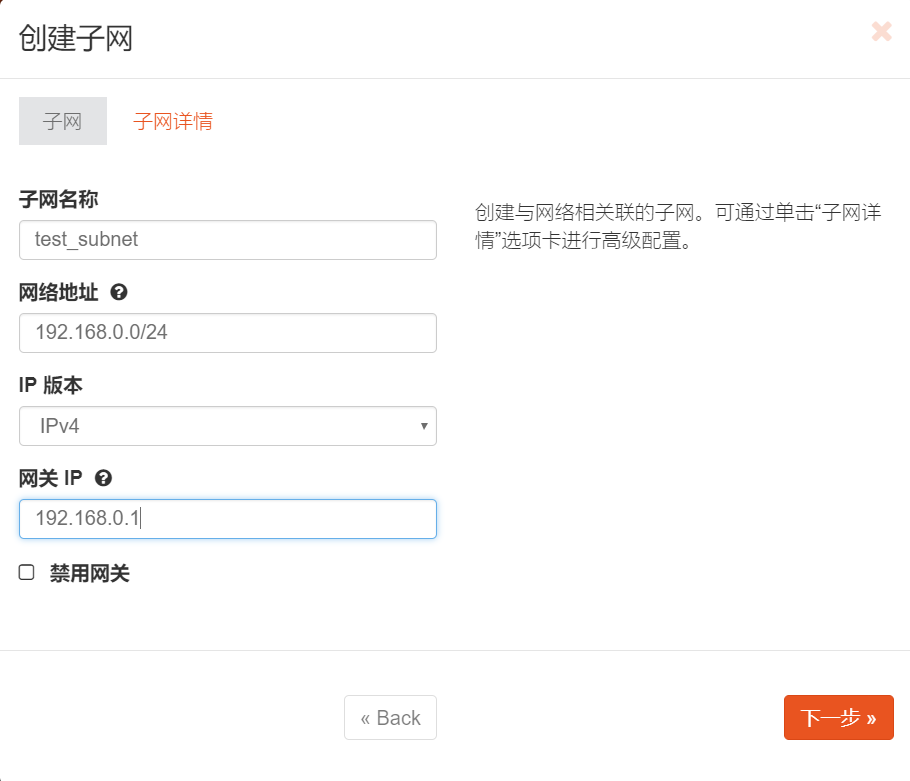 创建子网
子网
子网详情
子网名称
test_subnet
创建与网络相关联的子网。可通过单击“子网详
情”选项卡进行高级配置。
网络地址
192.168.0.0/24
IP 版本
IPv4
网关 IP
192.168.0.1
禁用网关
« Back
下一步 »